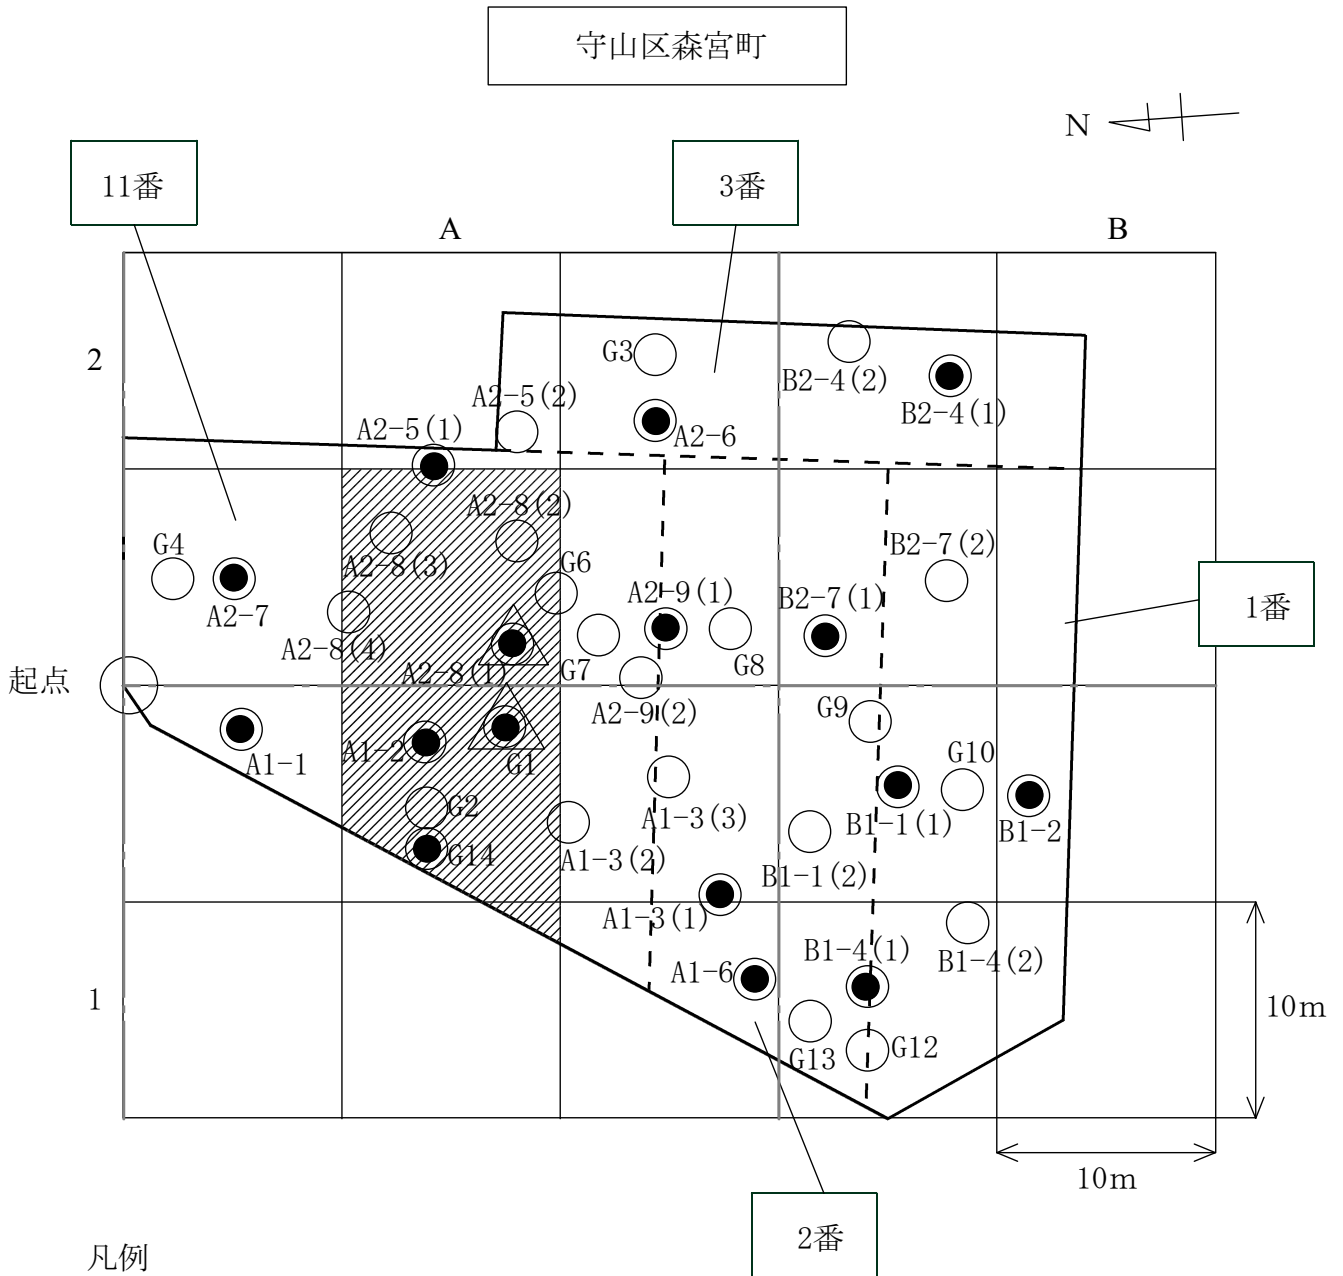 守山区森宮町
N
11番
3番
A
B
2
G3
B2-4(2)
A2-5(2)
B2-4(1)
A2-5(1)
A2-6
A2-8(2)
G4
A2-8(3)
G6
B2-7(2)
A2-7
A2-9(1)
B2-7(1)
1番
A2-8(4)
G7
G8
起点
A2-8(1)
A2-9(2)
G9
A1-1
A1-2
G1
G10
G2
A1-3(3)
B1-1(1)
B1-2
G14
A1-3(2)
B1-1(2)
A1-3(1)
A1-6
B1-4(1)
B1-4(2)
1
10m
G13
G12
10m
2番
凡例